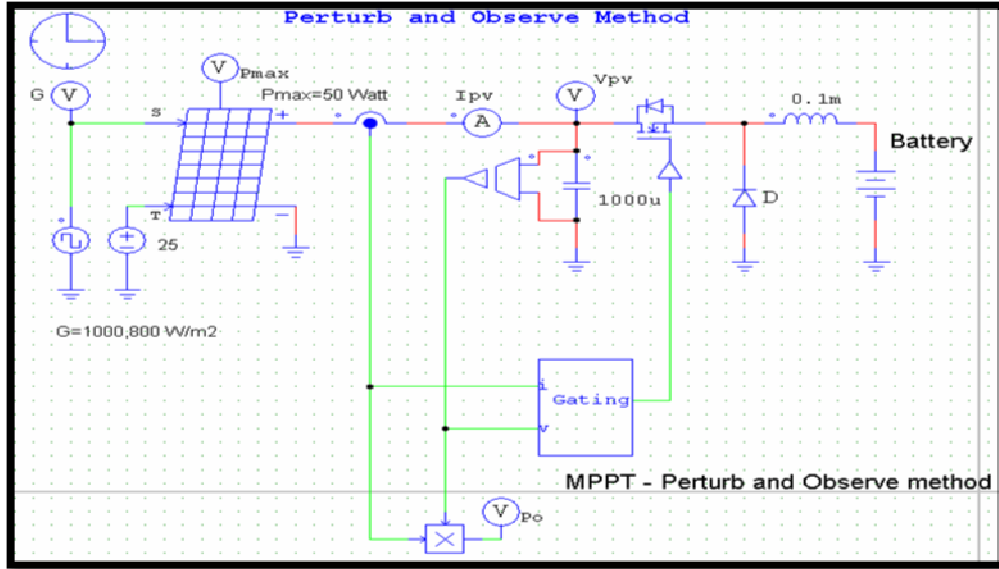 Perturb and Observe Method
V
Pmax
G V
Pmax=50 Watt
Ipv
Vpv
V
0.1m
S
+
A
Battery
T
−
1000u
D
25
G=1000,800 W/m2
i
Gating
v
MPPT - Perturb and Observe method
V
Po